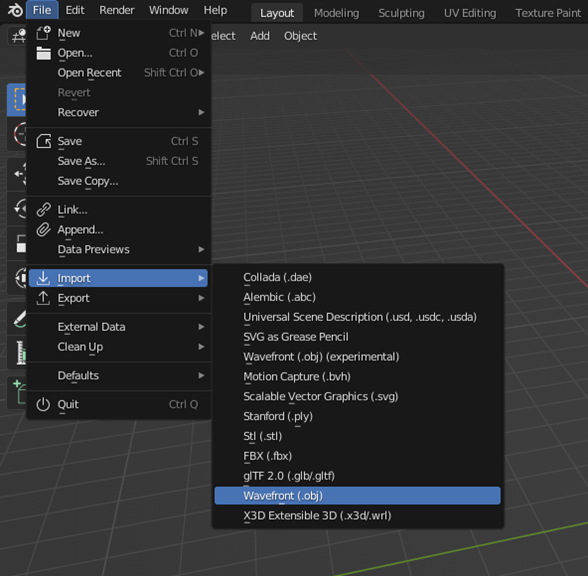 File Edit Render Window Help Layout Modeling Sculpting UV Editing Texture Paint
elect Add Object
New Ctrl N
Open... Ctrl O
Open Recent Shift Ctrl O
Revert
Recover
Save Ctrl S
Save As... Shift Ctrl S
Save Copy...
Link...
Append...
Data Previews
Import
Export
External Data
Clean Up
Defaults
Quit Ctrl Q
Collada (.dae)
Alembic (.abc)
Universal Scene Description (.usd, .usdc, .usda)
SVG as Grease Pencil
Wavefront (.obj) (experimental)
Motion Capture (.bvh)
Scalable Vector Graphics (.svg)
Stanford (.ply)
Stl (.stl)
FBX (.fbx)
glTF 2.0 (.glb/.gltf)
Wavefront (.obj)
X3D Extensible 3D (.x3d/.wrl)